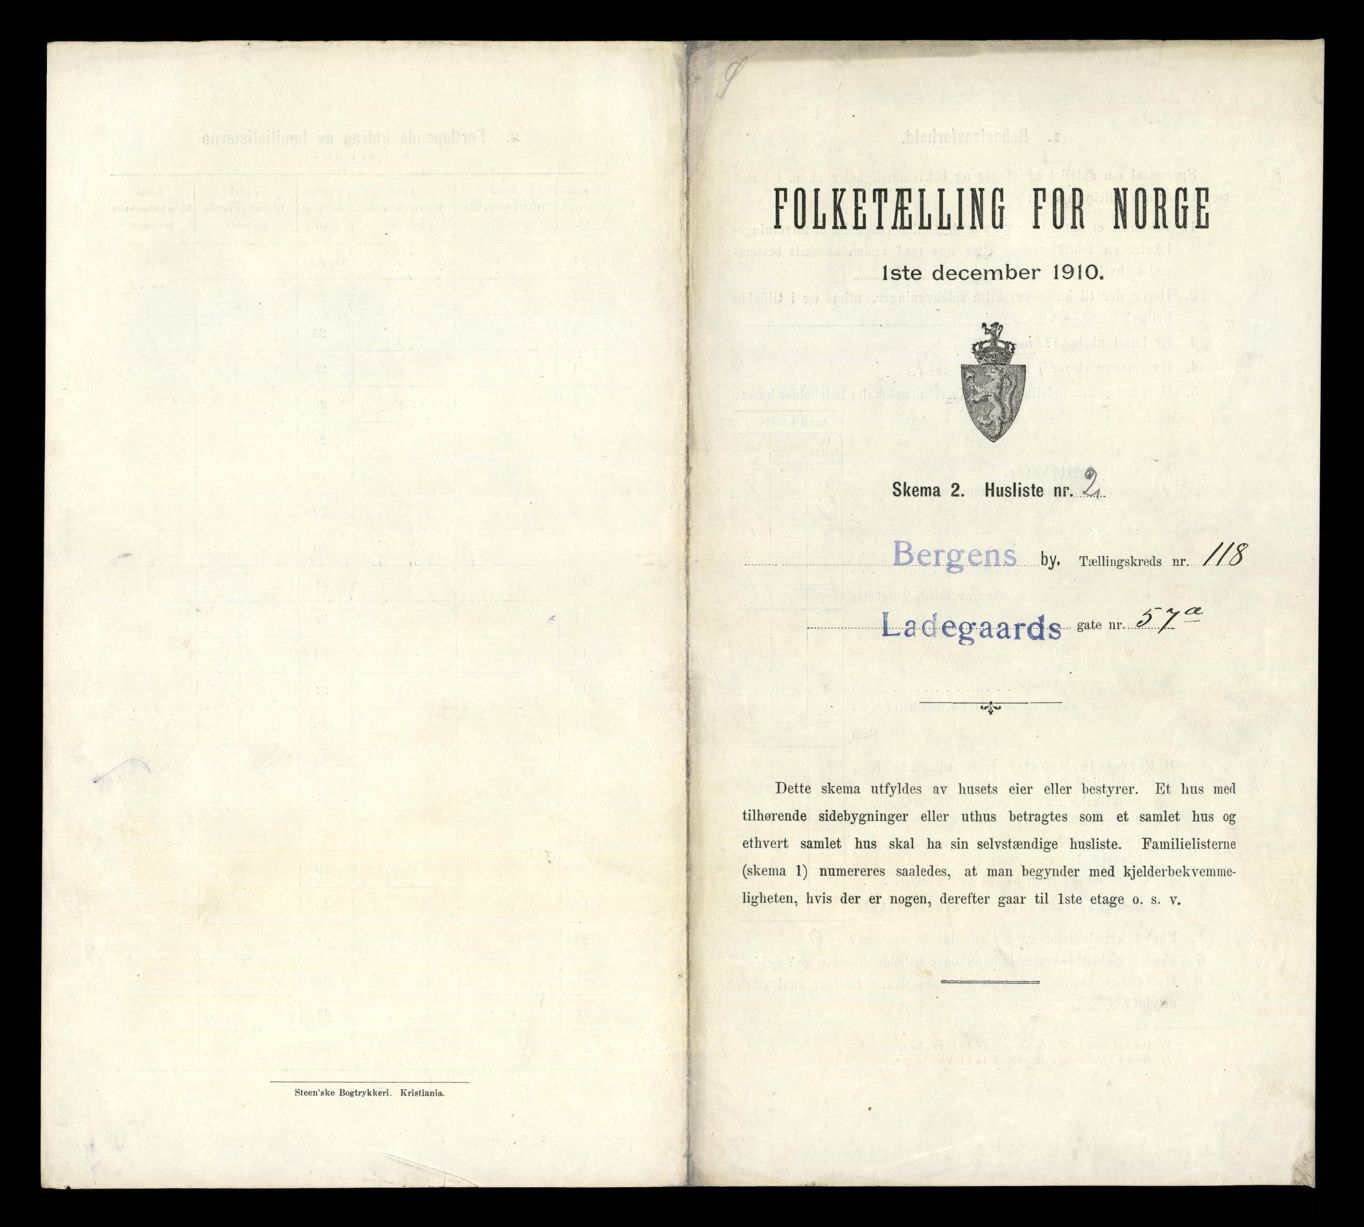 FOLKETÆLLING FOR NORGE
1ste december 1910.
Skema 2. Husliste nr. 2
Bergens by. Tællingskreds nr. 118
Ladegaards gate nr. 57a
Dette skema utfyldes av husets eier eller bestyrer. Et hus med
tilhørende sidebygninger eller uthus betragtes som et samlet hus og
ethvert samlet hus skal ha sin selvstændige husliste. Familielisterne
(skema 1) numereres saaledes, at man begynder med kjelderbekvemme-
ligheten, hvis der er nogen, derefter gaar til 1ste etage o. s. v.
Steen'ske Bogtrykkeri. Kristiania.